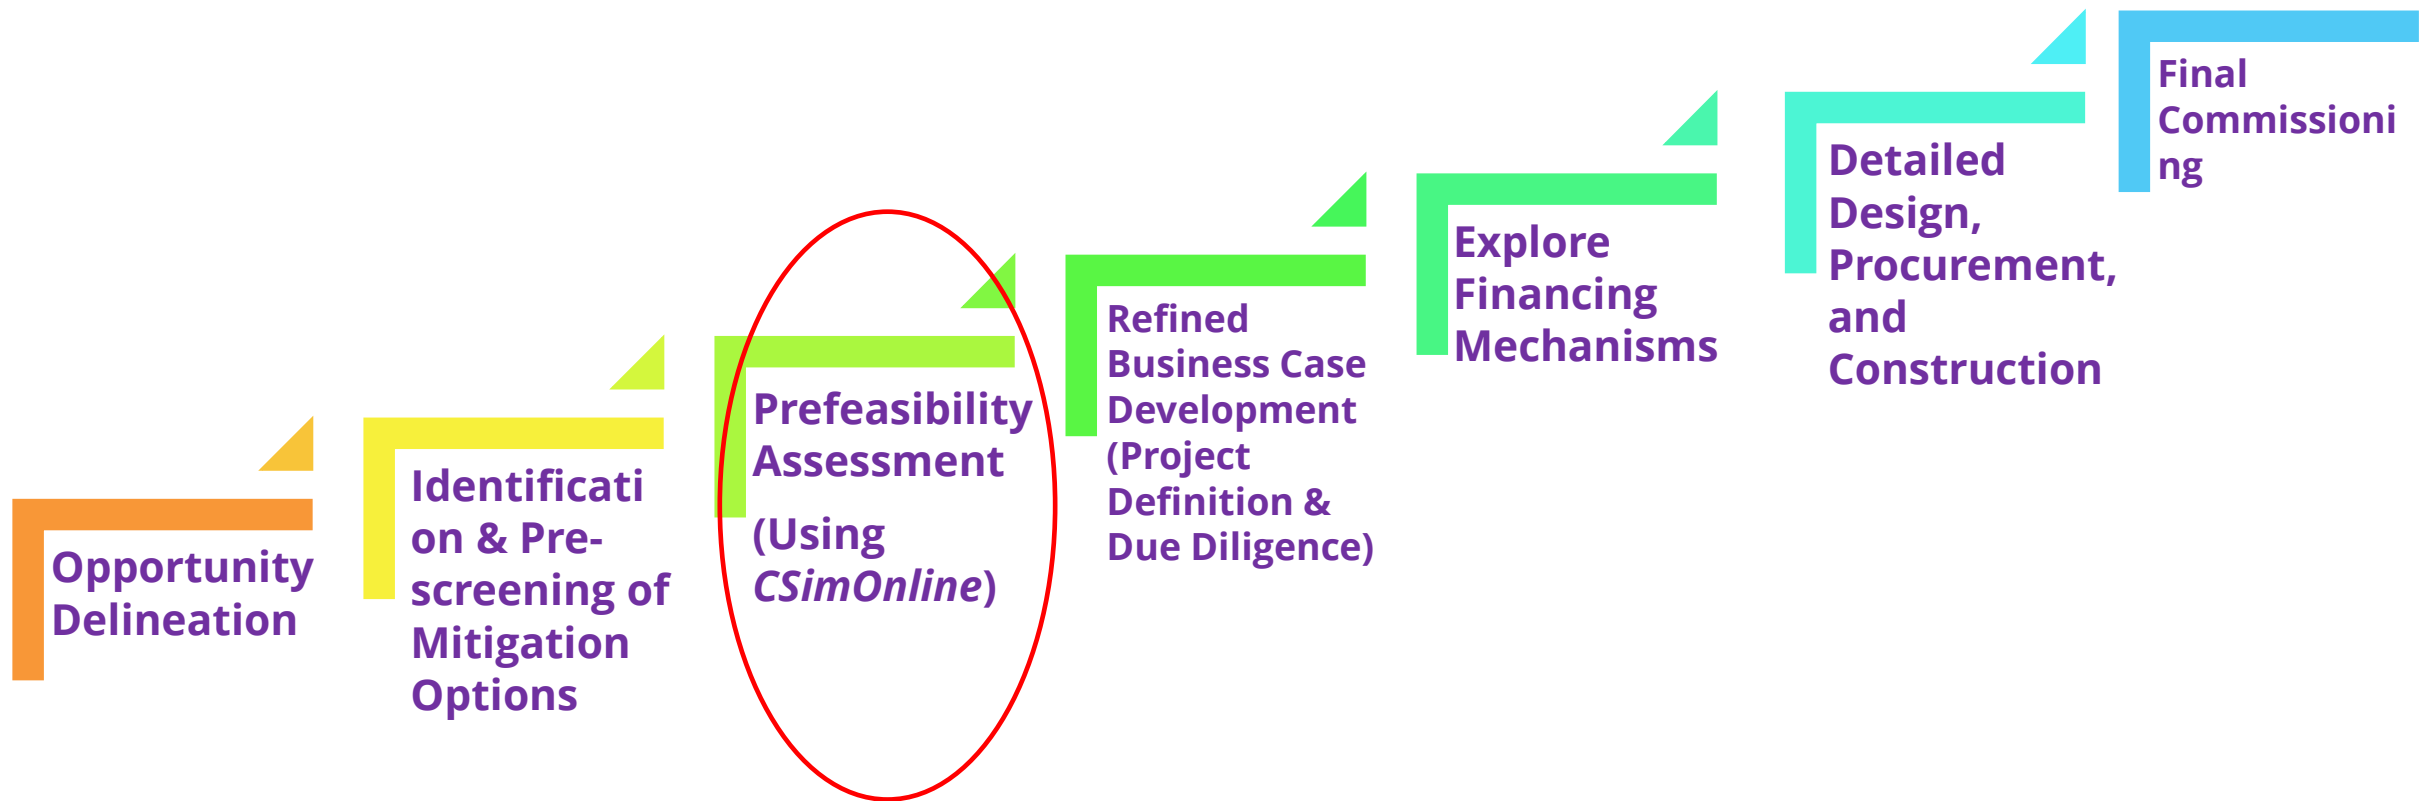 Opportunity
Delineation
Identificati
on & Pre-
screening of
Mitigation
Options
Prefeasibility
Assessment
(Using
CSimOnline)
Refined
Business Case
Development
(Project
Definition &
Due Diligence)
Explore
Financing
Mechanisms
Detailed
Design,
Procurement,
and
Construction
Final
Commissioni
ng